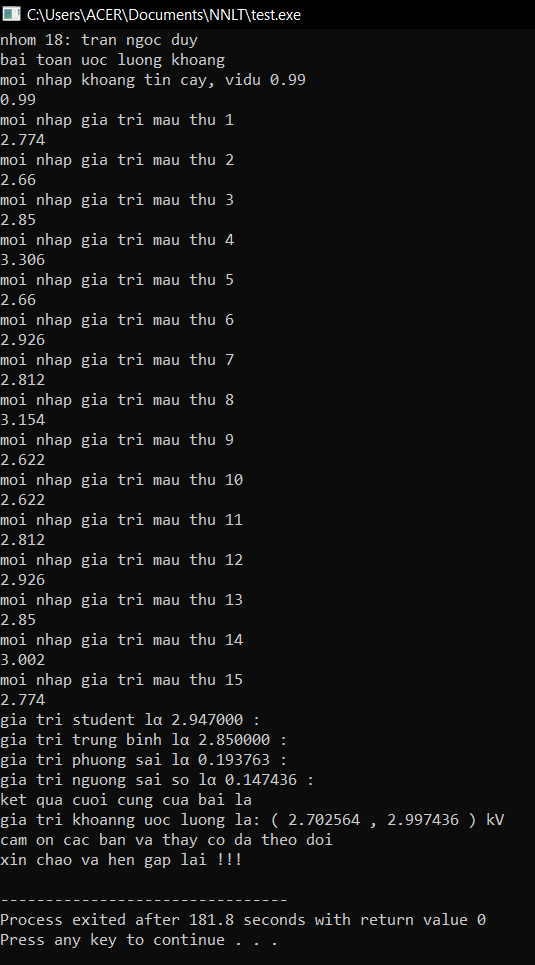 C:\Users\ACER\Documents\NNLT\test.exe
nhom 18: tran ngoc duy
bai toan uoc luong khoang
moi nhap khoang tin cay, vidu 0.99
0.99
moi nhap gia tri mau thu 1
2.774
moi nhap gia tri mau thu 2
2.66
moi nhap gia tri mau thu 3
2.85
moi nhap gia tri mau thu 4
3.306
moi nhap gia tri mau thu 5
2.66
moi nhap gia tri mau thu 6
2.926
moi nhap gia tri mau thu 7
2.812
moi nhap gia tri mau thu 8
3.154
moi nhap gia tri mau thu 9
2.622
moi nhap gia tri mau thu 10
2.622
moi nhap gia tri mau thu 11
2.812
moi nhap gia tri mau thu 12
2.926
moi nhap gia tri mau thu 13
2.85
moi nhap gia tri mau thu 14
3.002
moi nhap gia tri mau thu 15
2.774
gia tri student lα 2.947000 :
gia tri trung binh lα 2.850000 :
gia tri phuong sai lα 0.193763 :
gia tri nguong sai so lα 0.147436 :
ket qua cuoi cung cua bai la
gia tri khoanng uoc luong la: ( 2.702564 , 2.997436 ) kV
cam on cac ban va thay co da theo doi
xin chao va hen gap lai !!!
--------------------------------
Process exited after 181.8 seconds with return value 0
Press any key to continue . . .